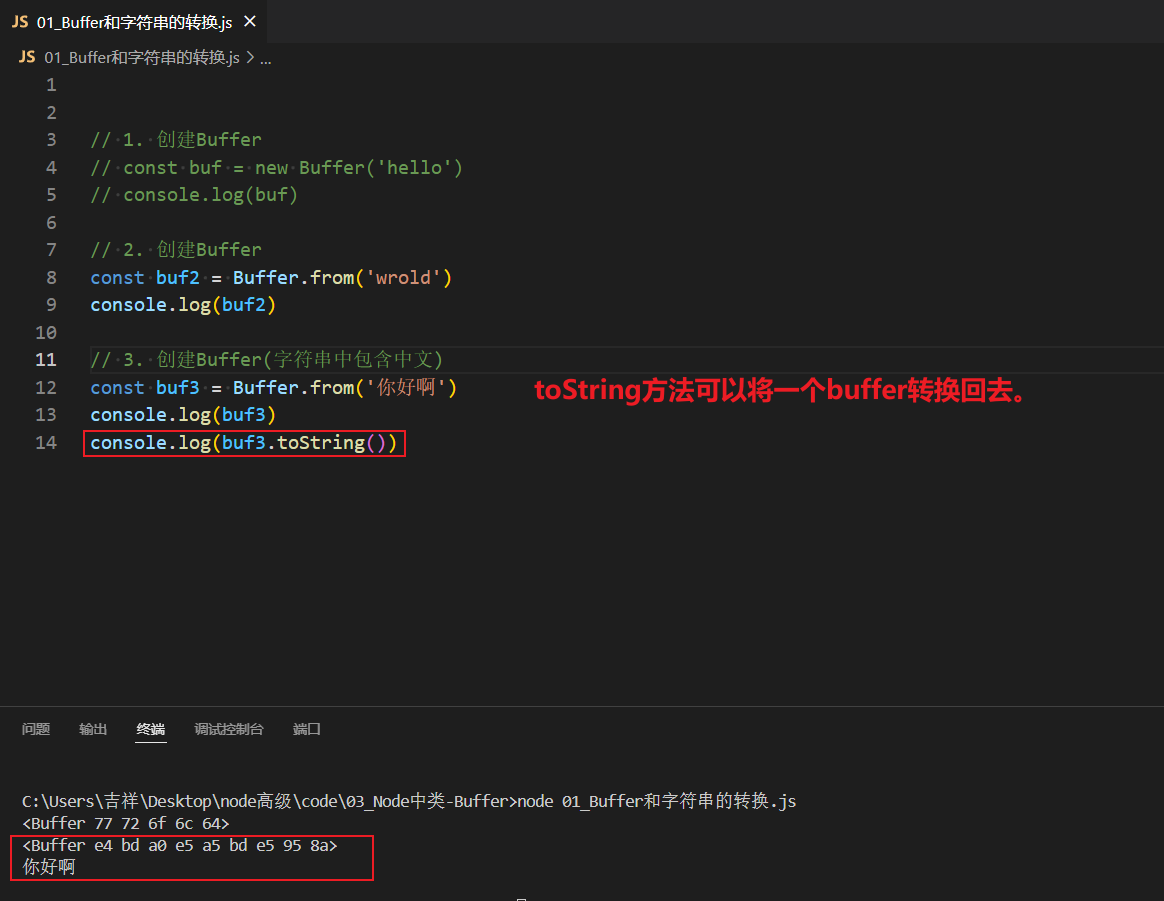 JS 01_Buffer和字符串的转换.js ×
JS 01_Buffer和字符串的转换.js > ...
1
2
3 // 1. 创建Buffer
4 // const buf = new Buffer('hello')
5 // console.log(buf)
6
7 // 2. 创建Buffer
8 const buf2 = Buffer.from('wrold')
9 console.log(buf2)
10
11 // 3. 创建Buffer(字符串中包含中文)
12 const buf3 = Buffer.from('你好啊')
toString方法可以将一个buffer转换回去。
13 console.log(buf3)
14 console.log(buf3.toString())
问题 输出 终端 调试控制台 端口
C:\Users\吉祥\Desktop\node高级\code\03_Node中类-Buffer>node 01_Buffer和字符串的转换.js
<Buffer 77 72 6f 6c 64>
<Buffer e4 bd a0 e5 a5 bd e5 95 8a>
你好啊